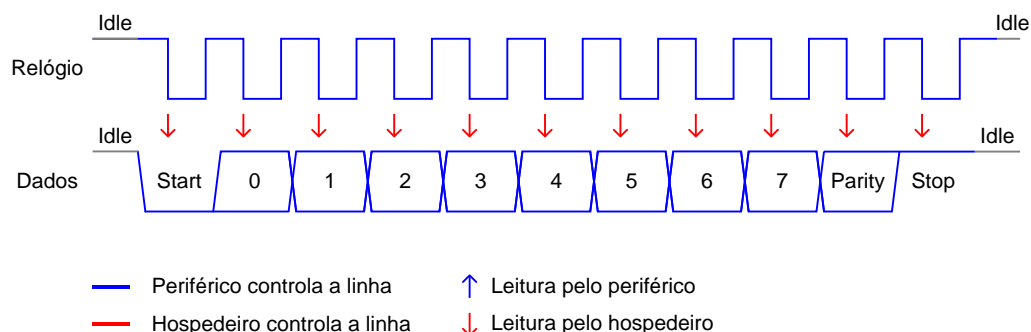 Idle Idle
Relógio
Idle Idle
Dados Start 0 1 2 3 4 5 6 7 Parity Stop
Periférico controla a linha Leitura pelo periférico
Hospedeiro controla a linha Leitura pelo hospedeiro